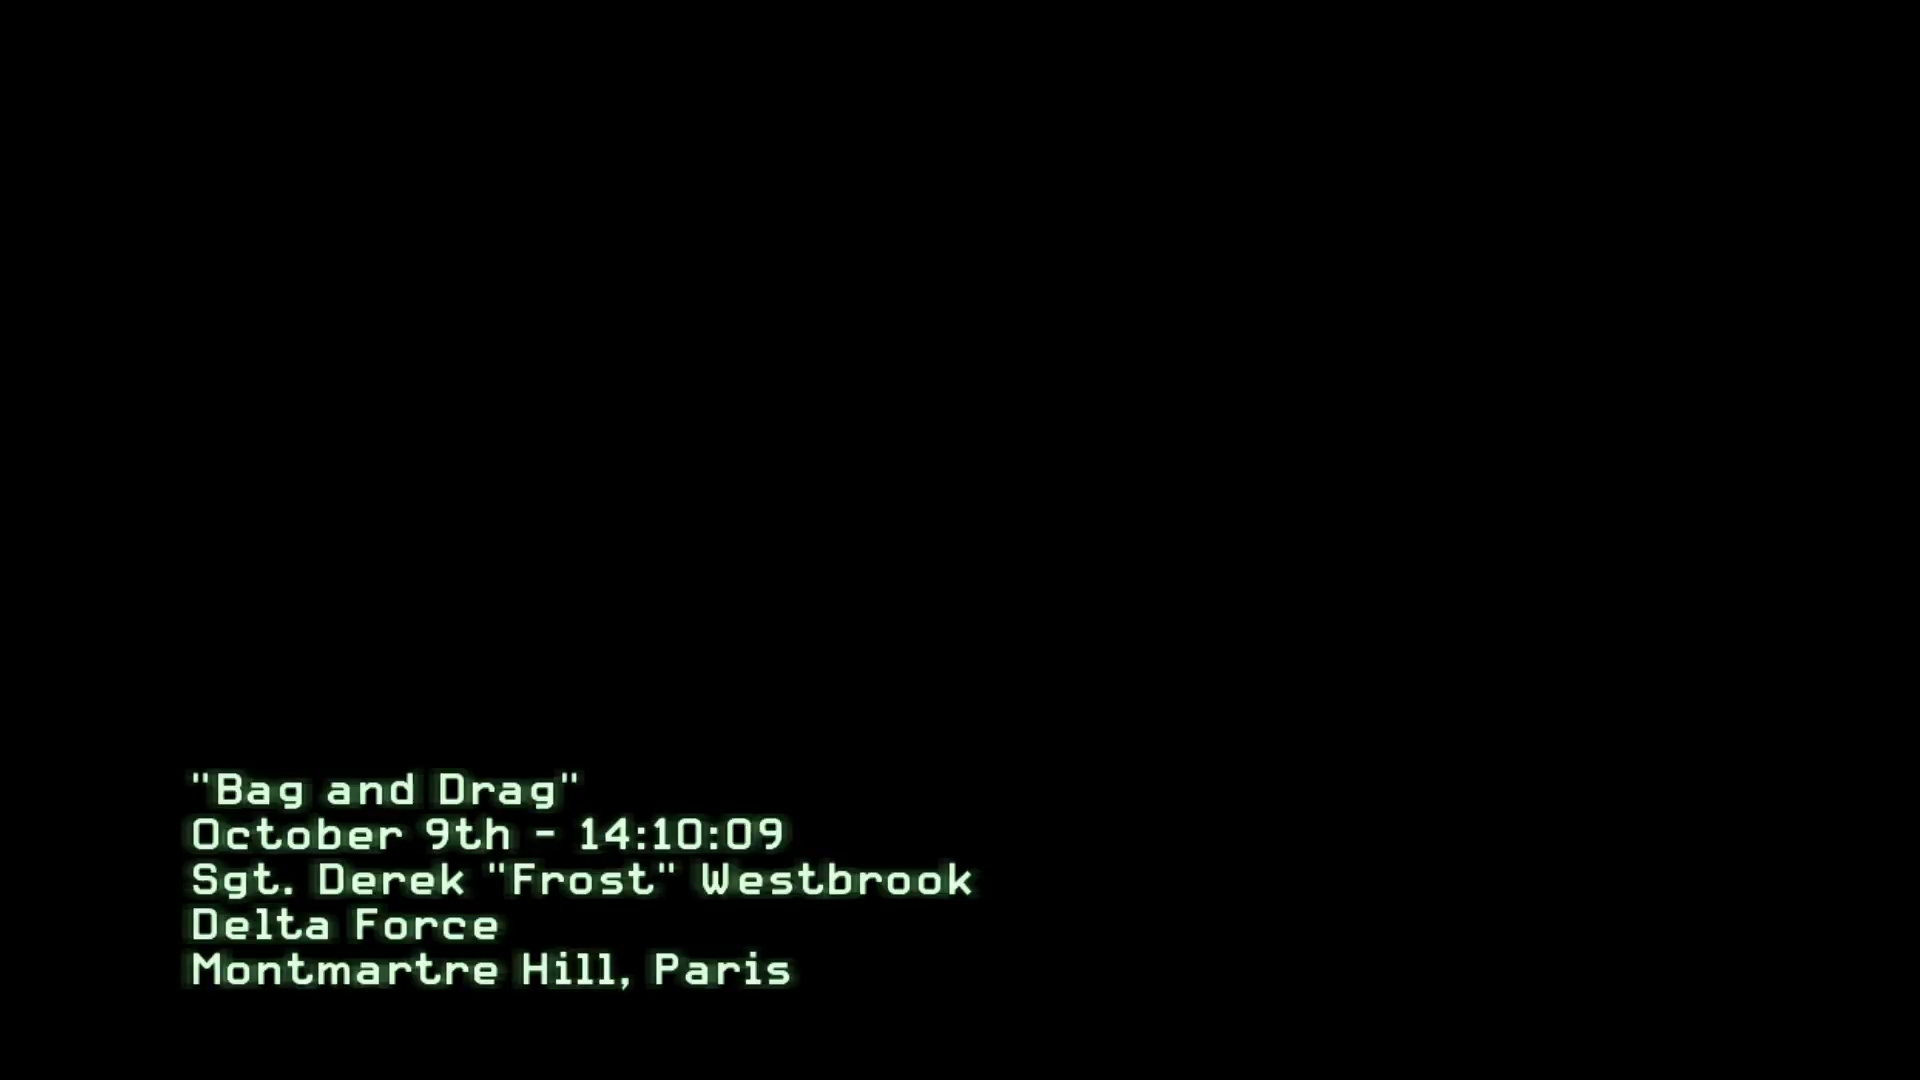 "Bag and Drag"
October 9th - 14:10:09
Sgt. Derek "Frost" Westbrook
Delta Force
Montmartre Hill, Paris